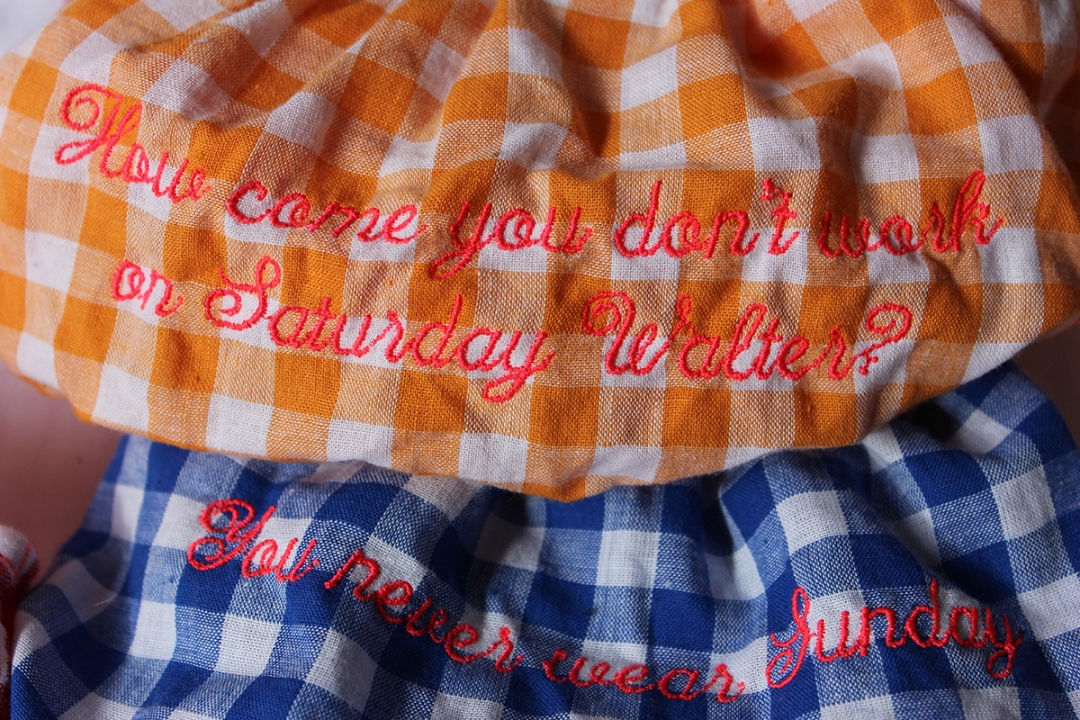 How come you don't work
on Saturday Walter?
You never wear Sunday